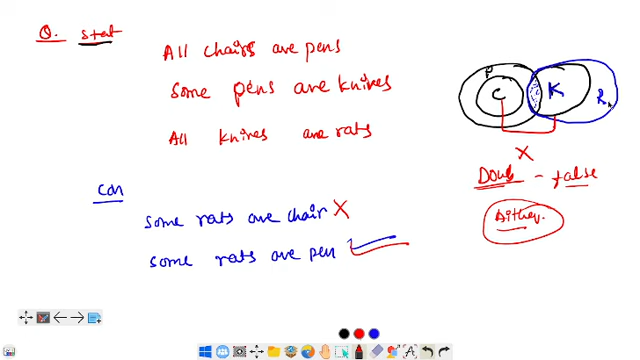 Q. Stat
All chairs are pens
Some pens are knives
All knives are rats
P
C
K
R
Doubt - false
Either
Con
Some rats are chair X
Some rats are pen